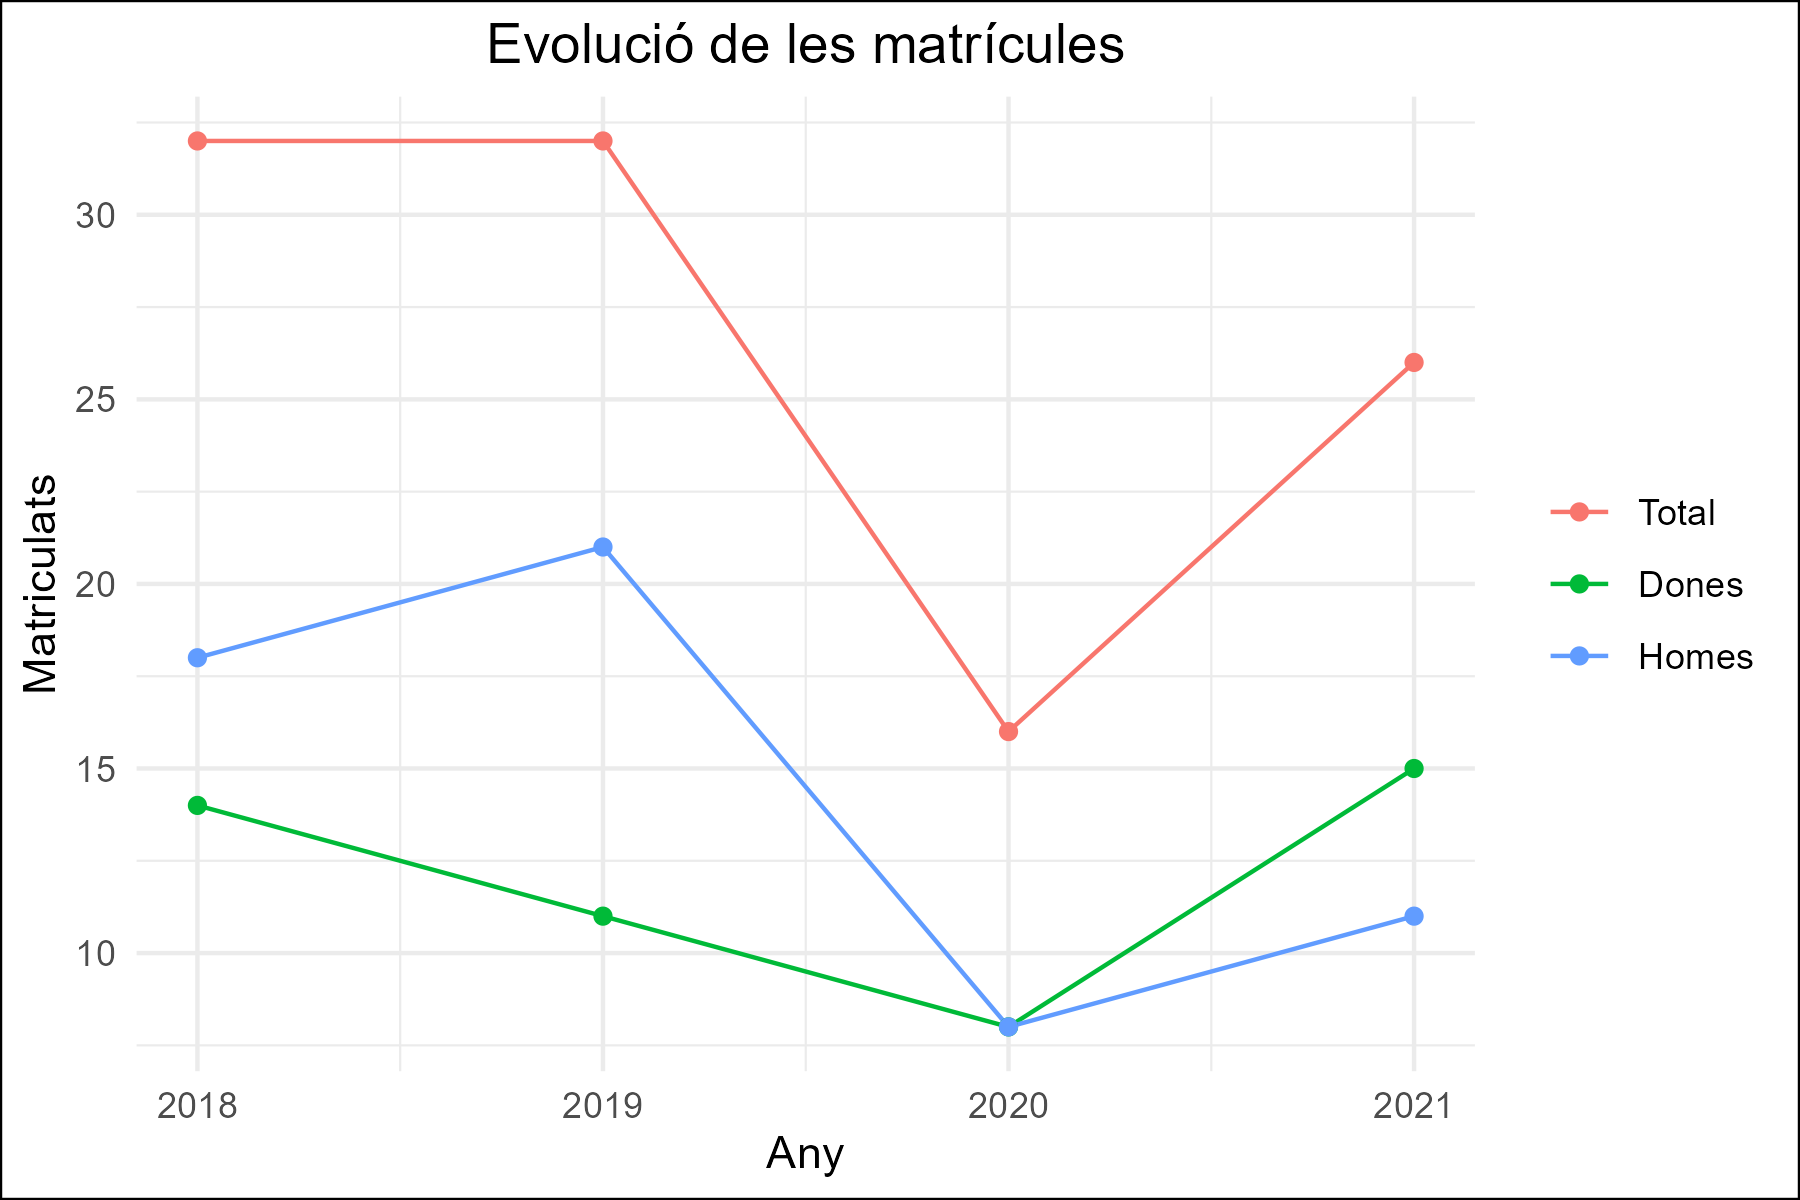 Evolució de les matrícules
Matriculats
30
25
20
15
10
2018
2019
2020
2021
Any
Total
Dones
Homes